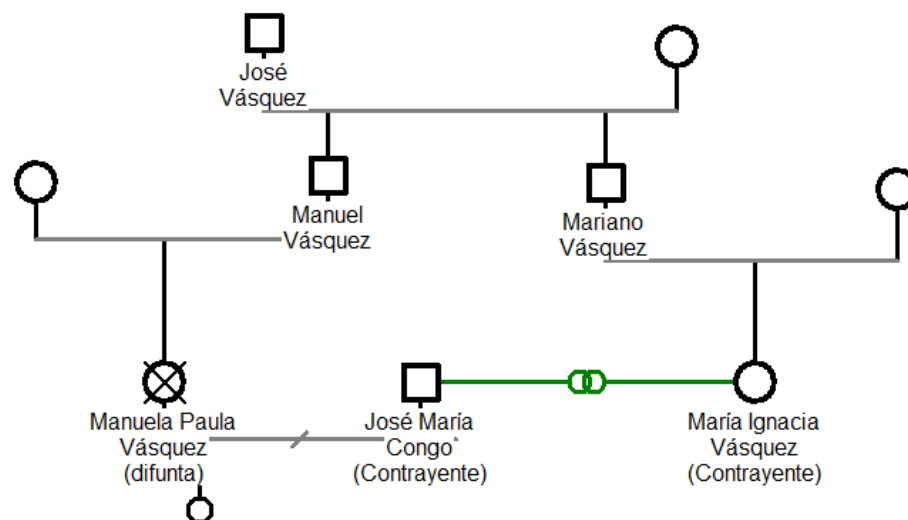 José
Vásquez
Manuel
Vásquez
Mariano
Vásquez
Manuela Paula
Vásquez
(difunta)
José María
Congo
(Contrayente)
María Ignacia
Vásquez
(Contrayente)